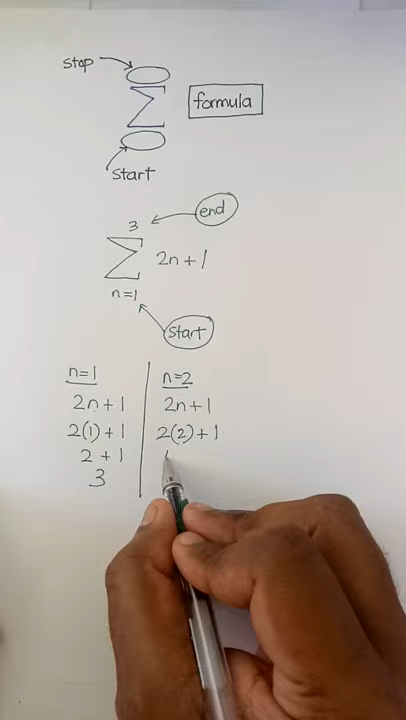 stop
Σ formula
start
end
3
Σ 2n + 1
n = 1
start
n = 1
2n + 1
2(1) + 1
2 + 1
3
n = 2
2n + 1
2(2) + 1